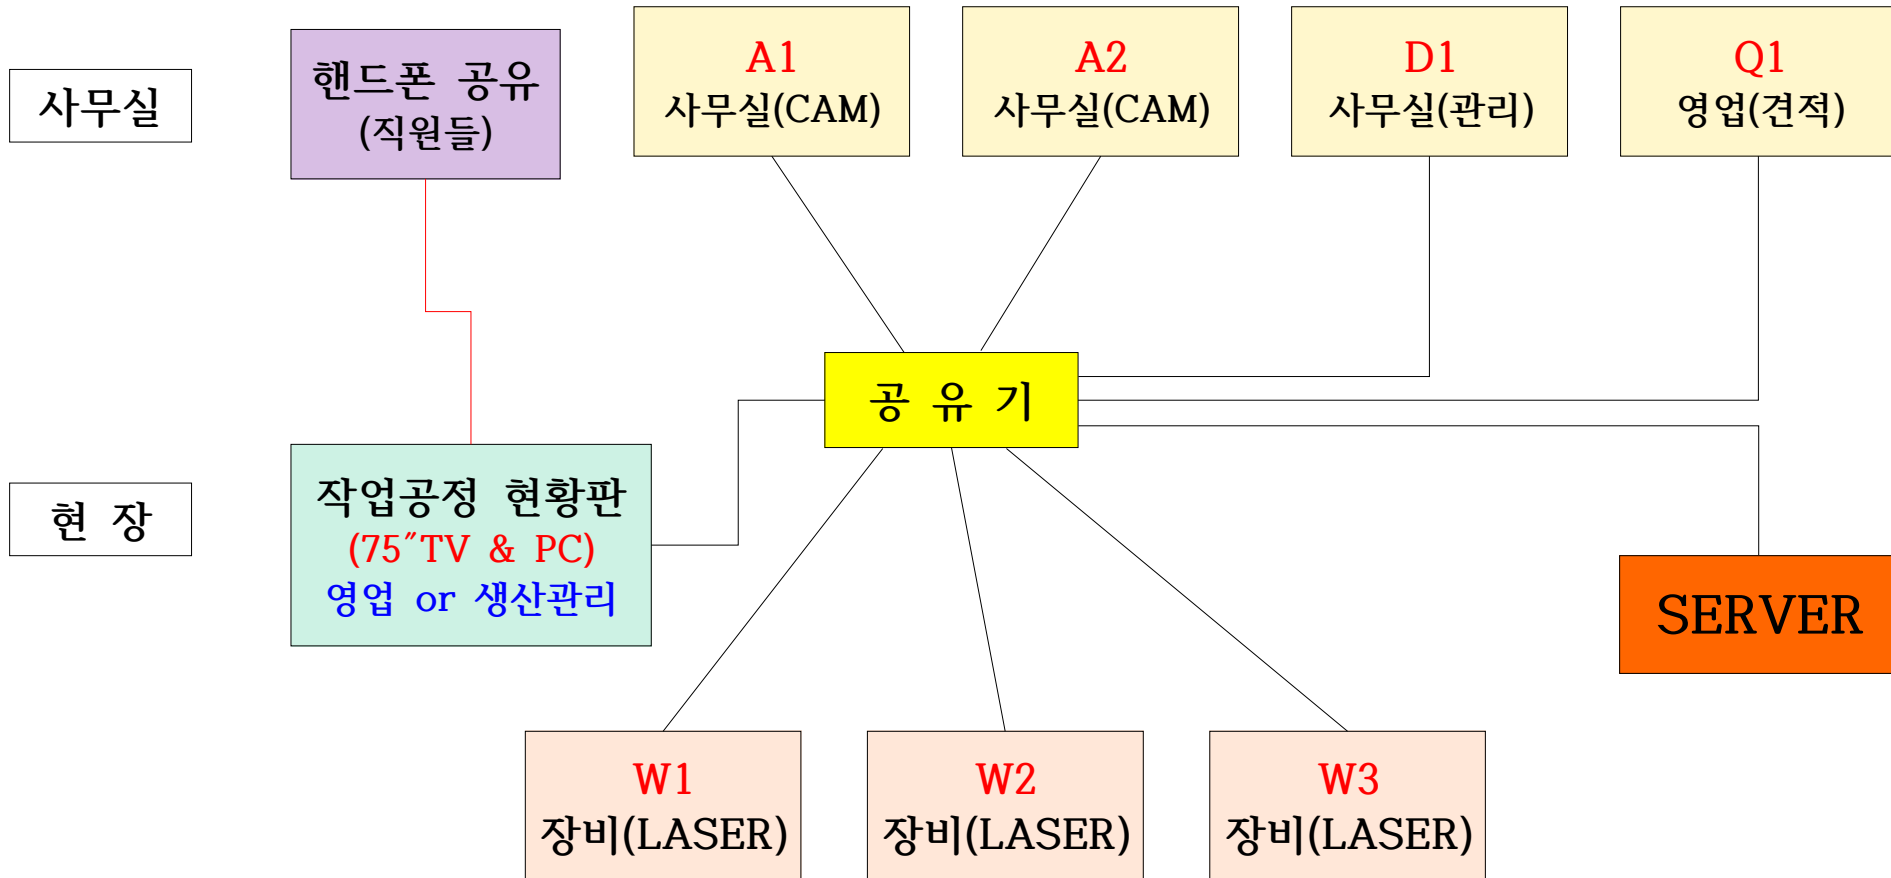 사무실
핸드폰 공유
(직원들)
A1
사무실(CAM)
A2
사무실(CAM)
D1
사무실(관리)
Q1
영업(견적)
공 유 기
현 장
작업공정 현황판
(75″TV & PC)
영업 or 생산관리
SERVER
W1
장비(LASER)
W2
장비(LASER)
W3
장비(LASER)